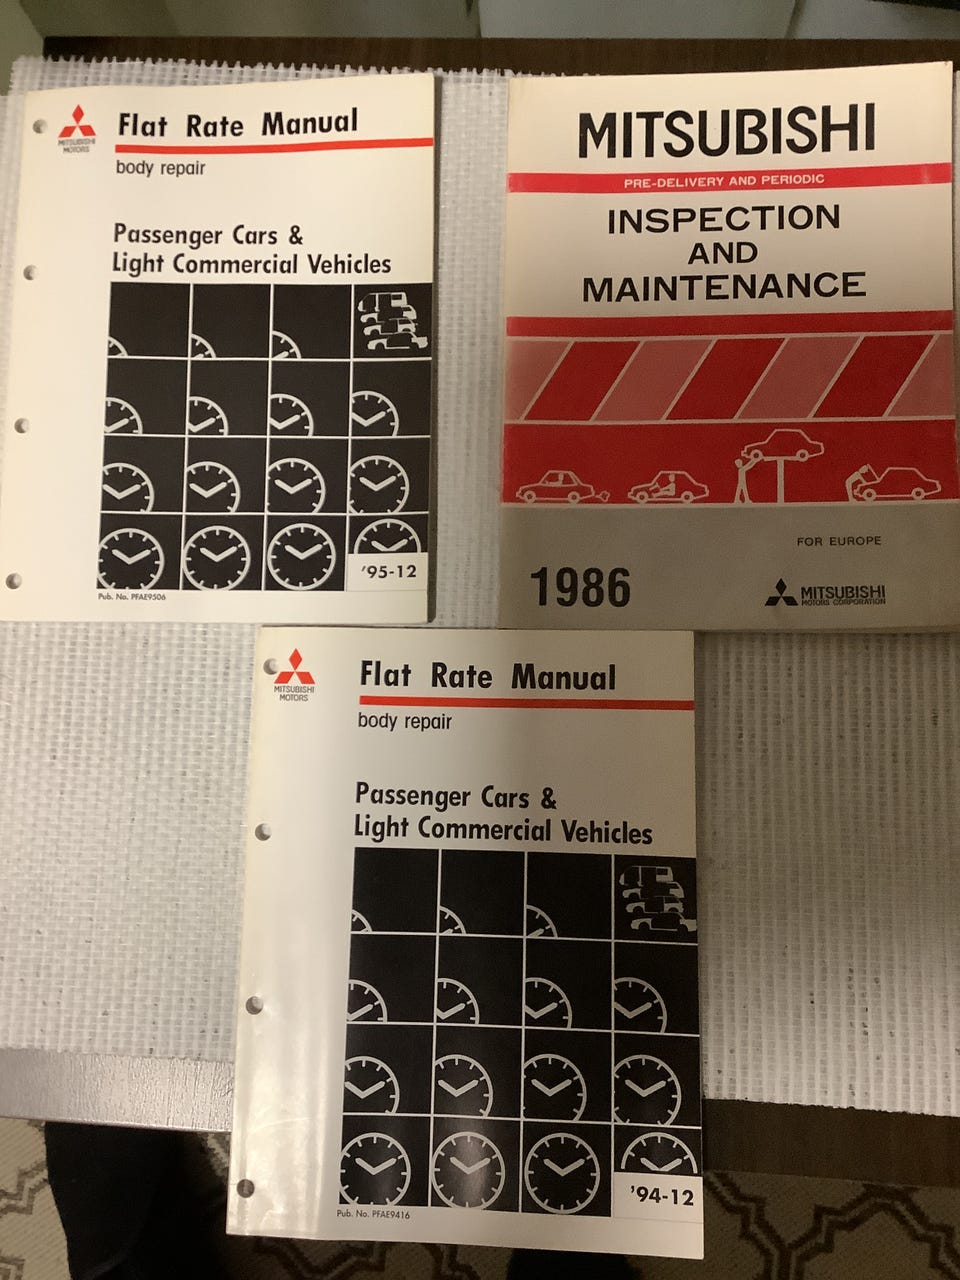 MITSUBISHI
MOTORS
Flat Rate Manual
body repair
Passenger Cars &
Light Commercial Vehicles
'95-12
Pub. No. PFAE9506
MITSUBISHI
PRE-DELIVERY AND PERIODIC
INSPECTION
AND
MAINTENANCE
FOR EUROPE
1986
MITSUBISHI
MOTORS CORPORATION
MITSUBISHI
MOTORS
Flat Rate Manual
body repair
Passenger Cars &
Light Commercial Vehicles
'94-12
Pub. No. PFAE9416